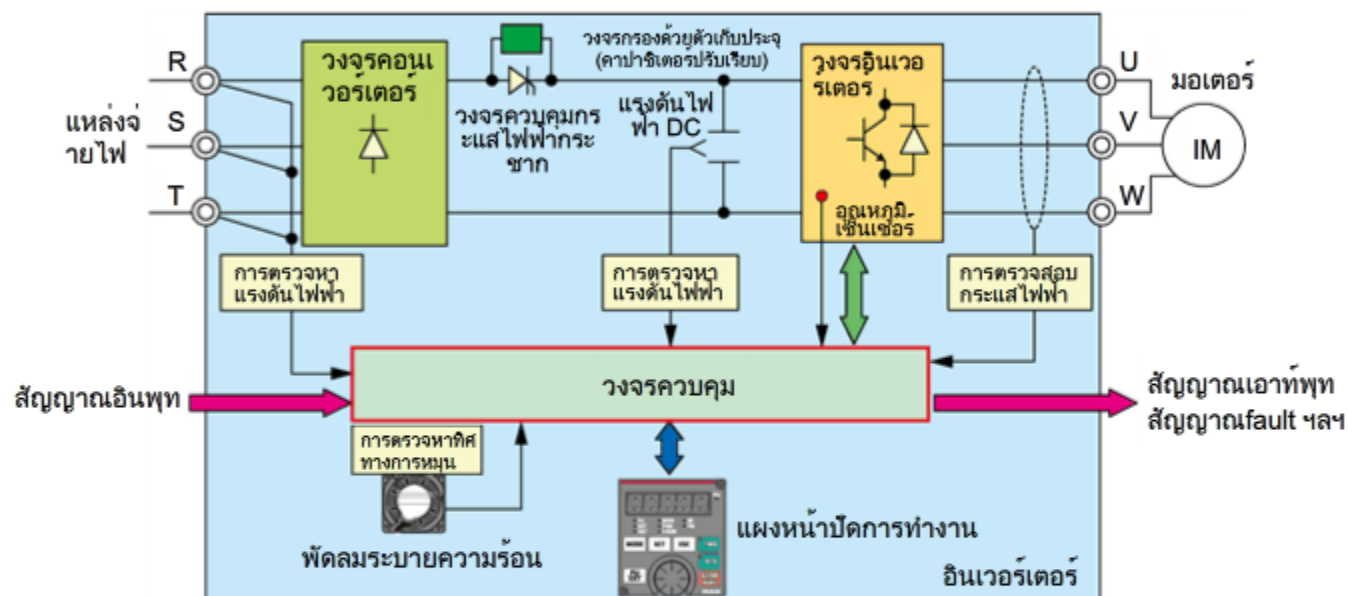 R
S
T
แหล่งจ่
ายไฟ
วงจรคอนเ
วอร์เตอร์
วงจรควบคุมกร
ะแสไฟฟ้ากระ
ชาก
วงจรกรองด้วยตัวเก็บประจุ
(คาปาซิเตอร์ปรับเรียบ)
แรงดันไฟ
ฟ้า DC
วงจรอินเวอ
ร์เตอร์
อุณหภูมิ
เซ็นเซอร์
U
V
W
มอเตอร์
IM
การตรวจหา
แรงดันไฟฟ้า
การตรวจหา
แรงดันไฟฟ้า
การตรวจสอบ
กระแสไฟฟ้า
สัญญาณอินพุท
วงจรควบคุม
สัญญาณเอาท์พุท
สัญญาณfault ฯลฯ
การตรวจหาทิศ
ทางการหมุน
พัดลมระบายความร้อน
MODE SET
แผงหน้าปัดการทำงาน
อินเวอร์เตอร์